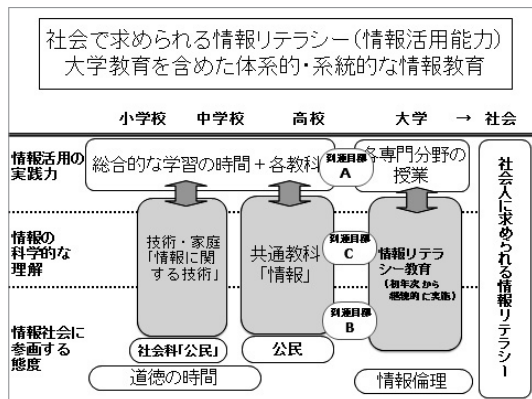 社会で求められる情報リテラシー(情報活用能力)
大学教育を含めた体系的・系統的な情報教育
小学校 中学校 高校 大学 → 社会
情報活用の
実践力
総合的な学習の時間+各教科
到達目標
A
各専門分野の
授業
情報の
科学的な
理解
技術・家庭
「情報に関
する技術」
共通教科
「情報」
到達目標
C
情報リテラ
シー教育
(初年次から
継続的に実施)
到達目標
B
情報社会に
参画する
態度
社会科「公民」
公民
道徳の時間
情報倫理
社会人に求められる情報リテラシー